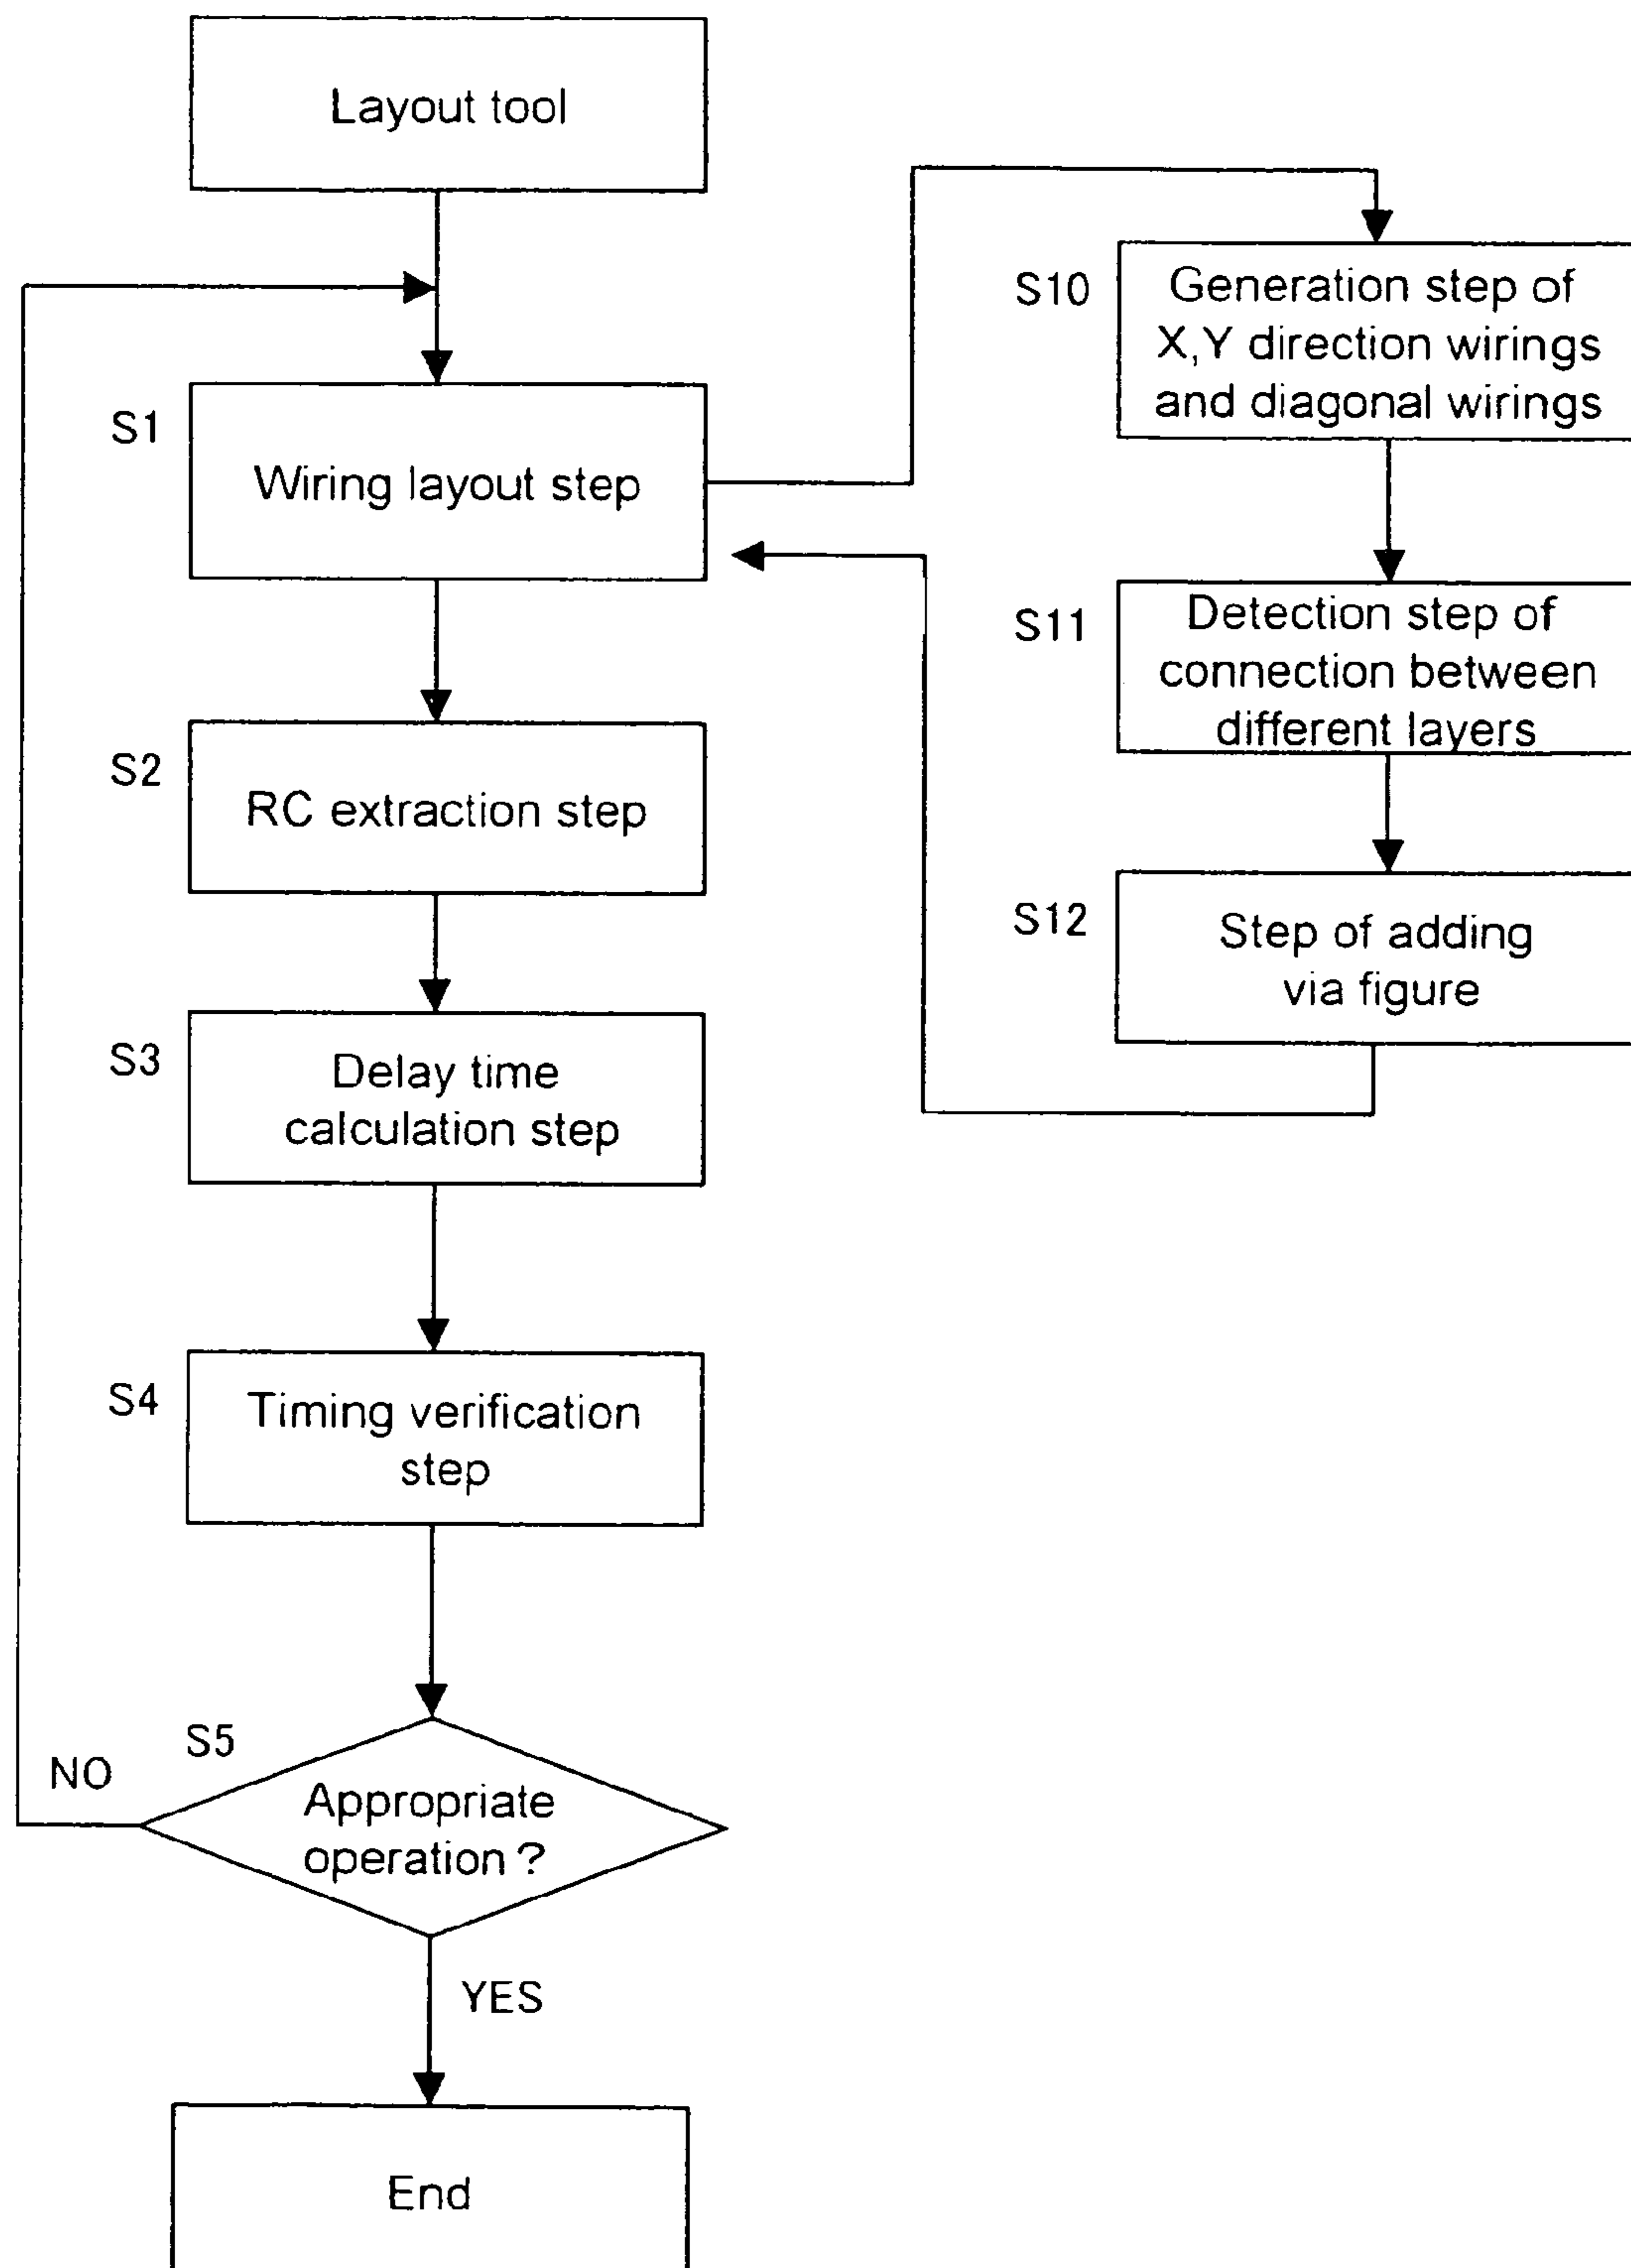 Layout tool
S1
Wiring layout step
S2
RC extraction step
S3
Delay time
calculation step
S4
Timing verification
step
S5
NO
Appropriate
operation ?
YES
End
S10
Generation step of
X,Y direction wirings
and diagonal wirings
S11
Detection step of
connection between
different layers
S12
Step of adding
via figure